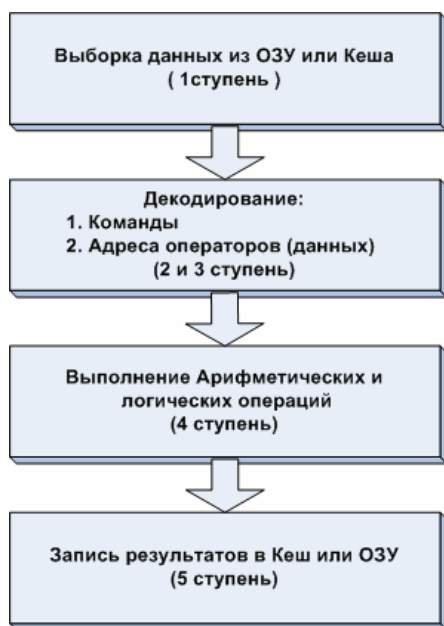 Выборка данных из ОЗУ или Кеша
( 1ступень )
Декодирование:
1. Команды
2. Адреса операторов (данных)
(2 и 3 ступень)
Выполнение Арифметических и
логических операций
(4 ступень)
Запись результатов в Кеш или ОЗУ
(5 ступень)